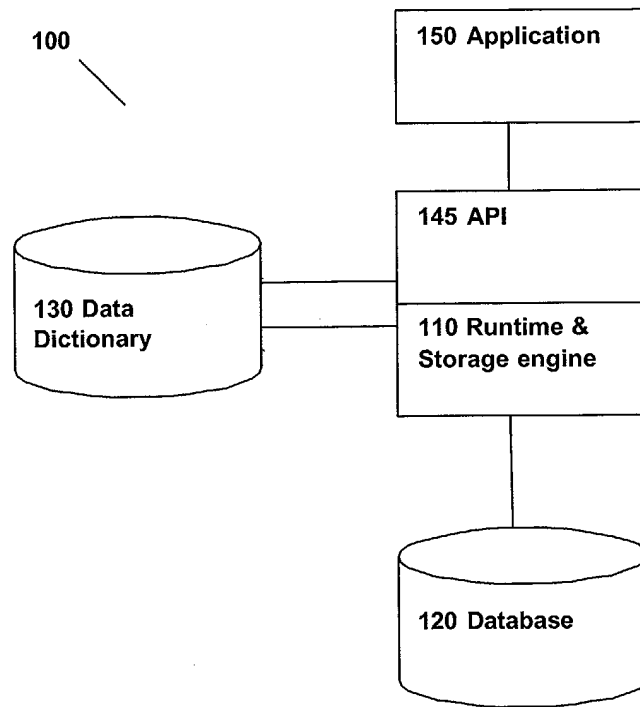 100
150 Application
145 API
130 Data
Dictionary
110 Runtime &
Storage engine
120 Database